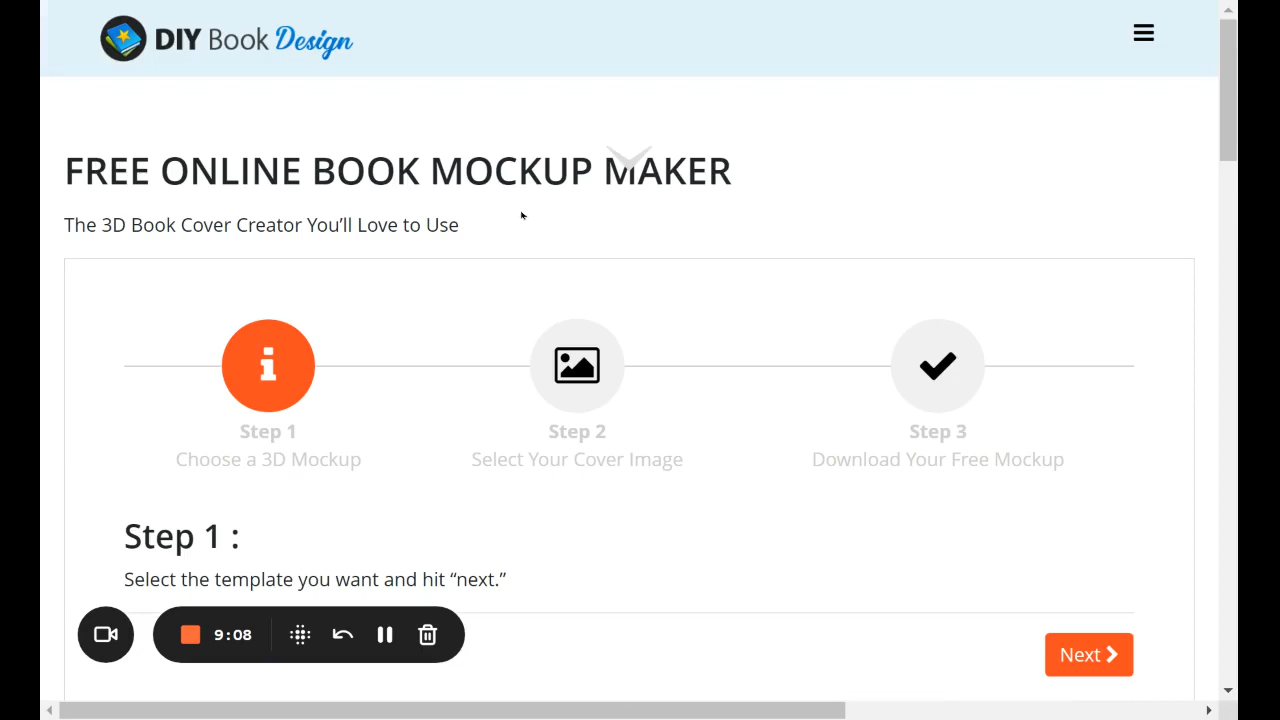 DIY Book Design
FREE ONLINE BOOK MOCKUP MAKER
The 3D Book Cover Creator You’ll Love to Use
Step 1
Choose a 3D Mockup
Step 2
Select Your Cover Image
Step 3
Download Your Free Mockup
Step 1 :
Select the template you want and hit “next.”
9:08
Next